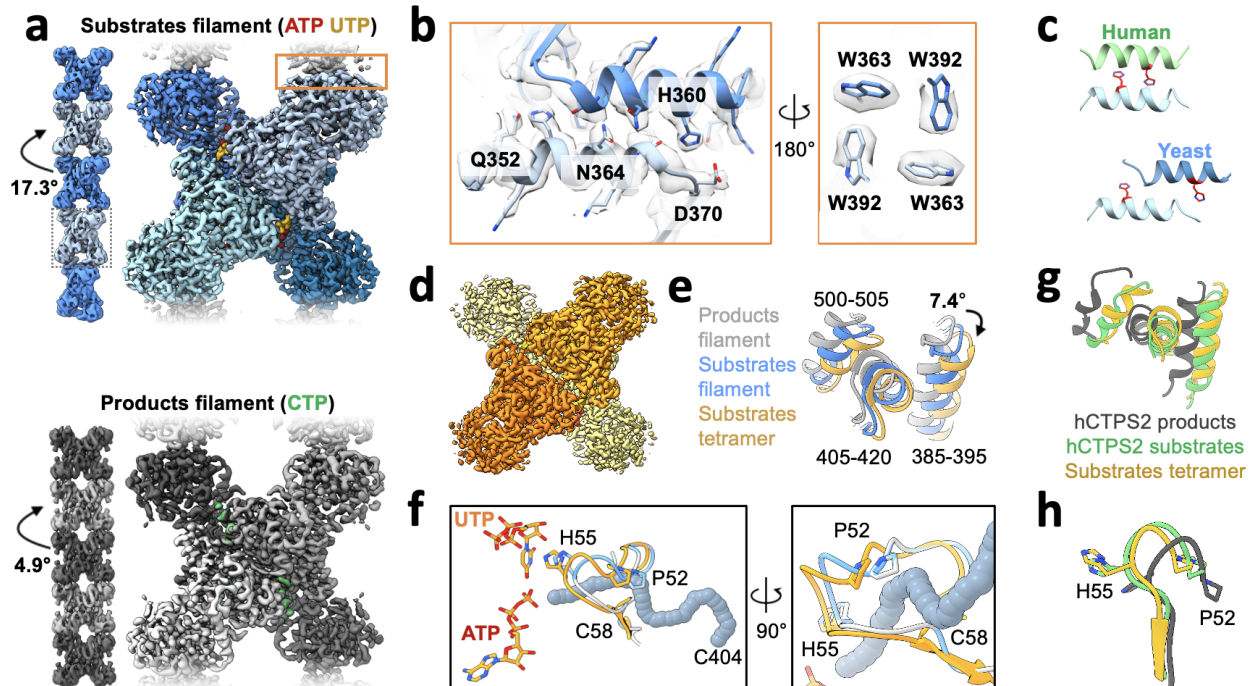 a
Substrates filament (ATP UTP)
17.3°
Products filament (CTP)
4.9°
b
H360
Q352
N364
D370
180°
W363 W392
W392 W363
c
Human
Yeast
d
e
Products
filament
Substrates
filament
Substrates
tetramer
500-505
7.4°
405-420 385-395
f
UTP
H55
P52
ATP
C58
C404
90°
P52
H55
C58
g
hCTPS2 products
hCTPS2 substrates
Substrates tetramer
h
H55
P52